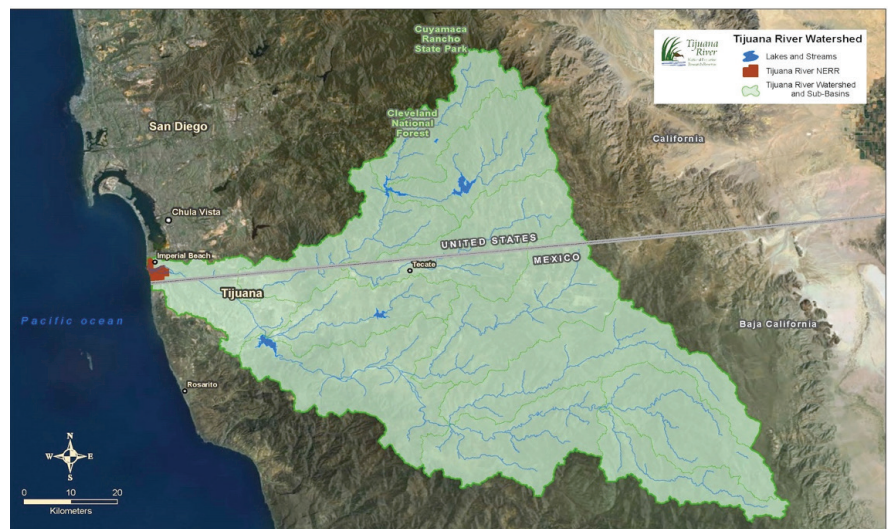 Cuyamaca
Rancho
State Park
Tijuana
River
Tijuana River Watershed
Lakes and Streams
Tijuana River NERR
Tijuana River Watershed
and Sub-Basins
Cleveland
National
Forest
San Diego
California
Chula Vista
UNITED STATES
Imperial Beach
MEXICO
Tecate
Tijuana
Pacific ocean
Baja California
Rosarito
N
W
E
S
0 10 20
Kilometers